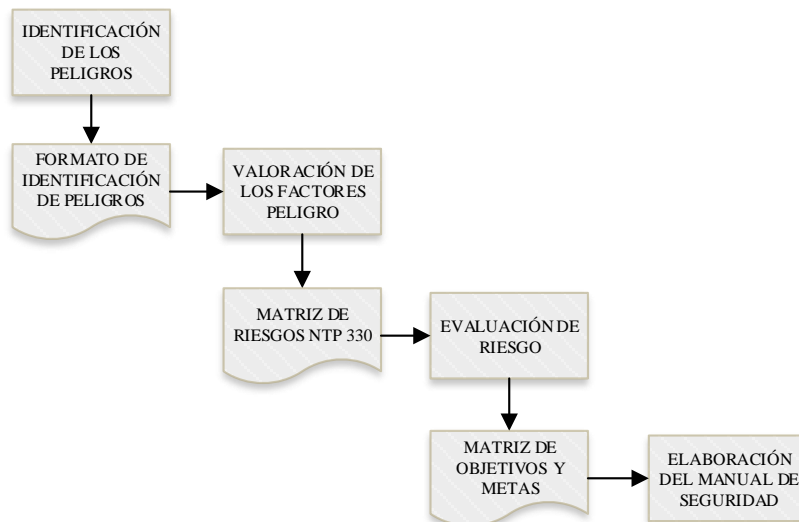 IDENTIFICACIÓN
DE LOS
PELIGROS
FORMATO DE
IDENTIFICACIÓN
DE PELIGROS
VALORACIÓN DE
LOS FACTORES
PELIGRO
MATRIZ DE
RIESGOS NTP 330
EVALUACIÓN DE
RIESGO
MATRIZ DE
OBJETIVOS Y
METAS
ELABORACIÓN
DEL MANUAL DE
SEGURIDAD